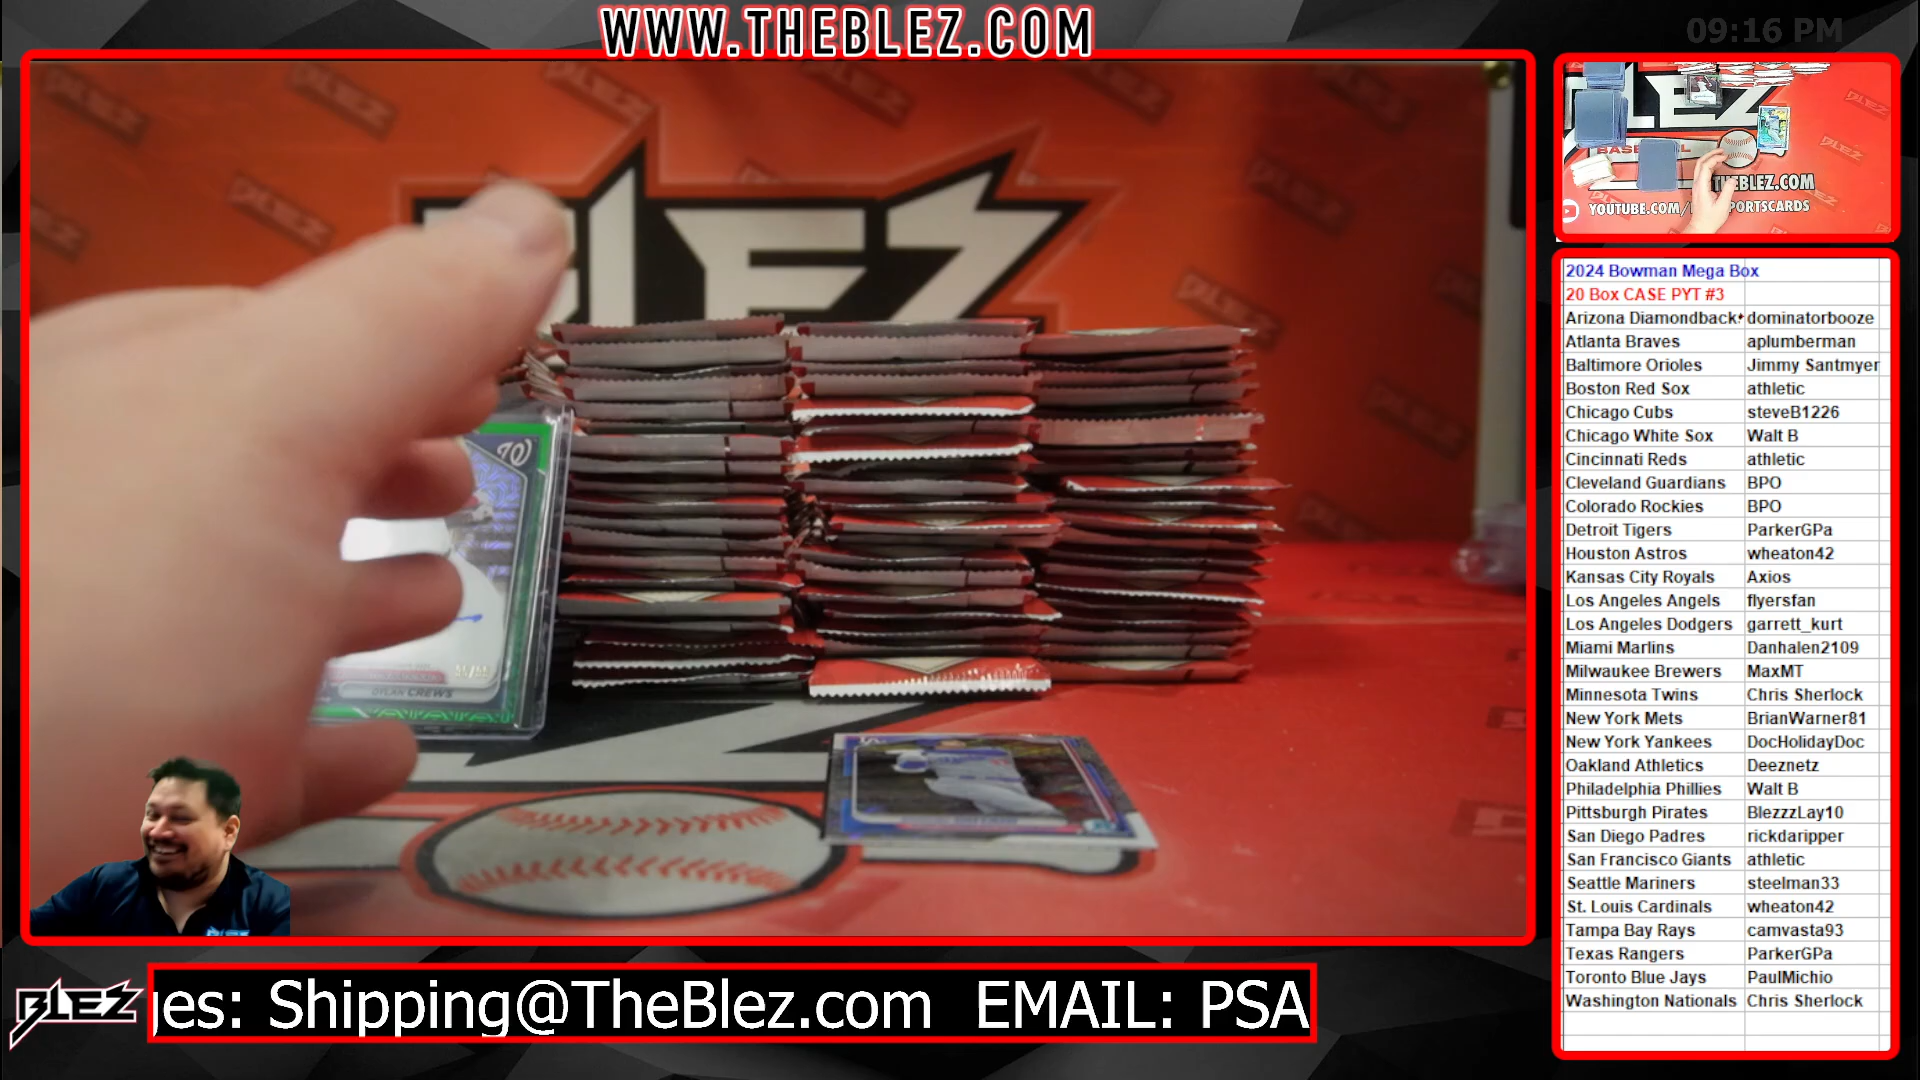 WWW.THEBLEZ.COM
09:16 PM
BLEZ
DYLAN CREWS
BLEZ
THEBLEZ.COM
YOUTUBE.COM/
PORTSCARDS
2024 Bowman Mega Box
20 Box CASE PYT #3
Arizona Diamondback dominatorbooze
Atlanta Braves aplumberman
Baltimore Orioles Jimmy Santmyer
Boston Red Sox athletic
Chicago Cubs steveB1226
Chicago White Sox Walt B
Cincinnati Reds athletic
Cleveland Guardians BPO
Colorado Rockies BPO
Detroit Tigers ParkerGPa
Houston Astros wheaton42
Kansas City Royals Axios
Los Angeles Angels flyersfan
Los Angeles Dodgers garrett_kurt
Miami Marlins Danhalen2109
Milwaukee Brewers MaxMT
Minnesota Twins Chris Sherlock
New York Mets BrianWarner81
New York Yankees DocHolidayDoc
Oakland Athletics Deeznetz
Philadelphia Phillies Walt B
Pittsburgh Pirates BlezzzLay10
San Diego Padres rickdaripper
San Francisco Giants athletic
Seattle Mariners steelman33
St. Louis Cardinals wheaton42
Tampa Bay Rays camvasta93
Texas Rangers ParkerGPa
Toronto Blue Jays PaulMichio
Washington Nationals Chris Sherlock
BLEZ
jes: Shipping@TheBlez.com EMAIL: PSA